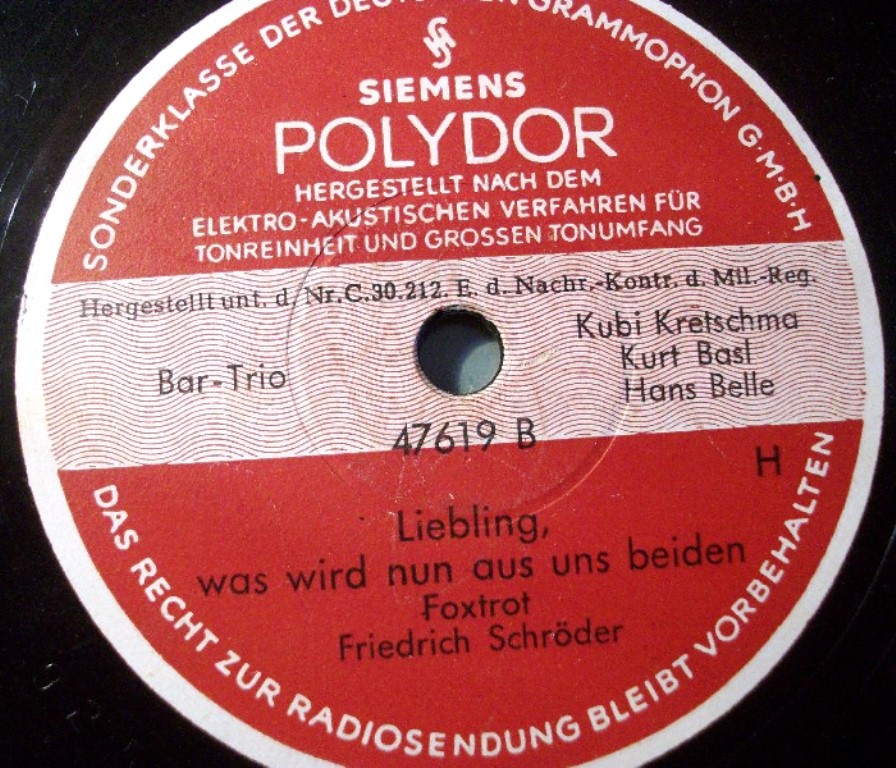 SONDERKLASSE DER DEUTSCHEN GRAMMOPHON G·M·B·H
SIEMENS
POLYDOR
HERGESTELLT NACH DEM
ELEKTRO-AKUSTISCHEN VERFAHREN FÜR
TONREINHEIT UND GROSSEN TONUMFANG
Hergestellt unt. d. Nr.C.30.212. E. d. Nachr.-Kontr. d. Mil.-Reg.
Bar-Trio
Kubi Kretschma
Kurt Basl
Hans Belle
47619 B
H
Liebling,
was wird nun aus uns beiden
Foxtrot
Friedrich Schröder
DAS RECHT ZUR RADIOSENDUNG BLEIBT VORBEHALTEN